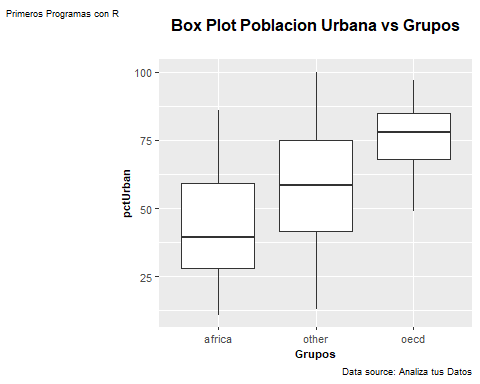 Primeros Programas con R
Box Plot Poblacion Urbana vs Grupos
100
75
50
25
pctUrban
africa other oecd
Grupos
Data source: Analiza tus Datos